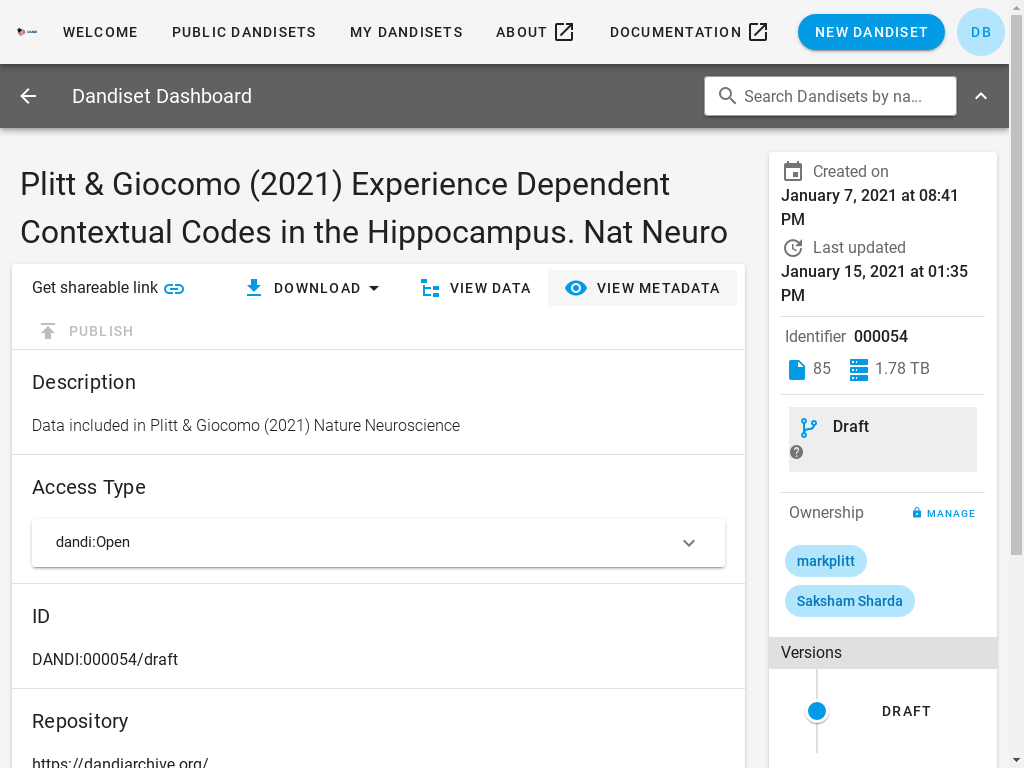 WELCOME PUBLIC DANDISETS MY DANDISETS ABOUT DOCUMENTATION NEW DANDISET DB
Dandiset Dashboard Search Dandisets by na...
Plitt & Giocomo (2021) Experience Dependent
Contextual Codes in the Hippocampus. Nat Neuro
Get shareable link DOWNLOAD VIEW DATA VIEW METADATA
PUBLISH
Description
Data included in Plitt & Giocomo (2021) Nature Neuroscience
Access Type
dandi:Open
ID
DANDI:000054/draft
Repository
https://dandiarchive.org/
Created on
January 7, 2021 at 08:41
PM
Last updated
January 15, 2021 at 01:35
PM
Identifier 000054
85 1.78 TB
Draft
Ownership MANAGE
markplitt
Saksham Sharda
Versions
DRAFT